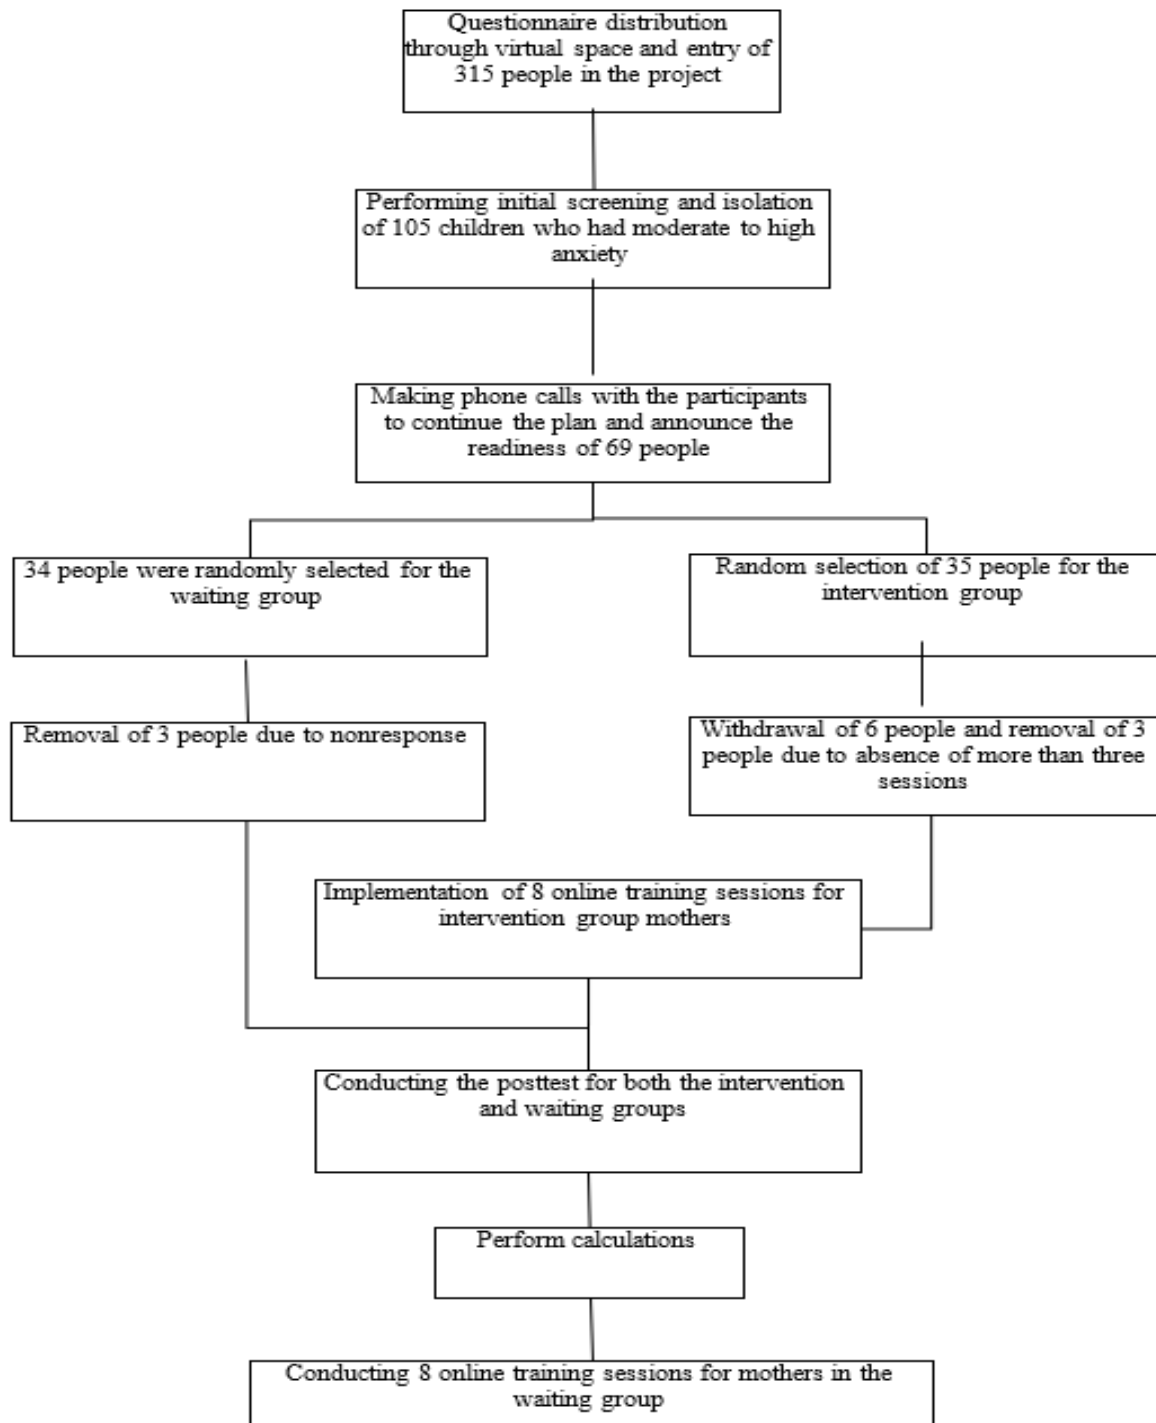 Questionnaire distribution
through virtual space and entry of
315 people in the project
Performing initial screening and isolation
of 105 children who had moderate to high
anxiety
Making phone calls with the participants
to continue the plan and announce the
readiness of 69 people
34 people were randomly selected for the
waiting group
Random selection of 35 people for the
intervention group
Removal of 3 people due to nonresponse
Withdrawal of 6 people and removal of 3
people due to absence of more than three
sessions
Implementation of 8 online training sessions for
intervention group mothers
Conducting the posttest for both the intervention
and waiting groups
Perform calculations
Conducting 8 online training sessions for mothers in the
waiting group